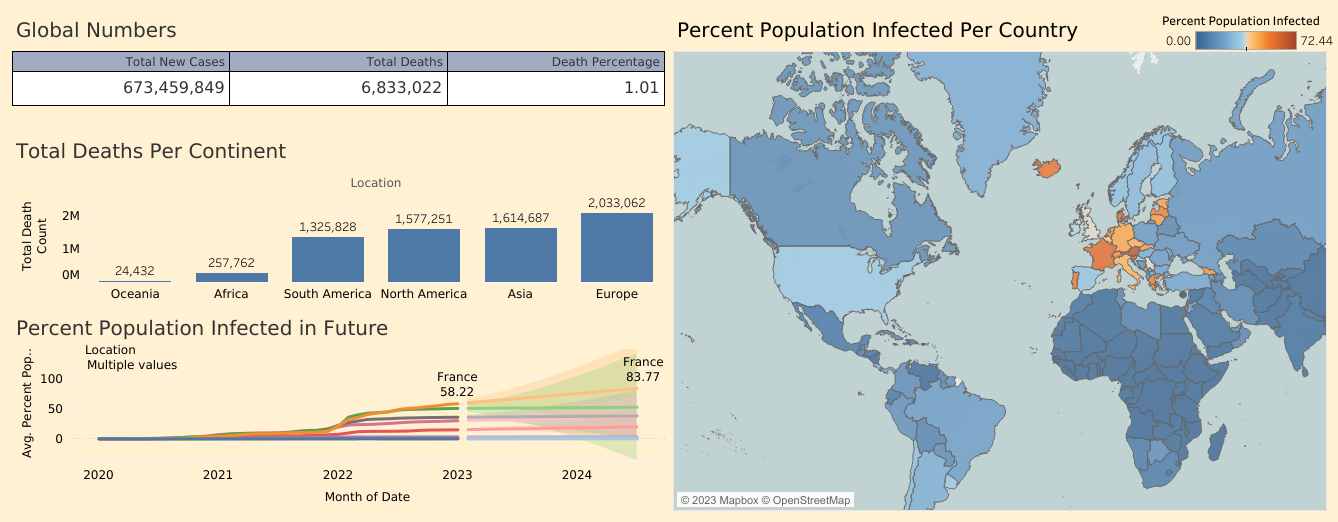 Global Numbers
Total New Cases Total Deaths Death Percentage
673,459,849 6,833,022 1.01
Total Deaths Per Continent
Location
Total Death
Count
2M
1M
0M
24,432 257,762 1,325,828 1,577,251 1,614,687 2,033,062
Oceania Africa South America North America Asia Europe
Percent Population Infected in Future
Location
Multiple values
Avg. Percent Pop..
100
50
0
France
58.22
France
83.77
2020 2021 2022 2023 2024
Month of Date
Percent Population Infected Per Country
Percent Population Infected
0.00 72.44
© 2023 Mapbox © OpenStreetMap